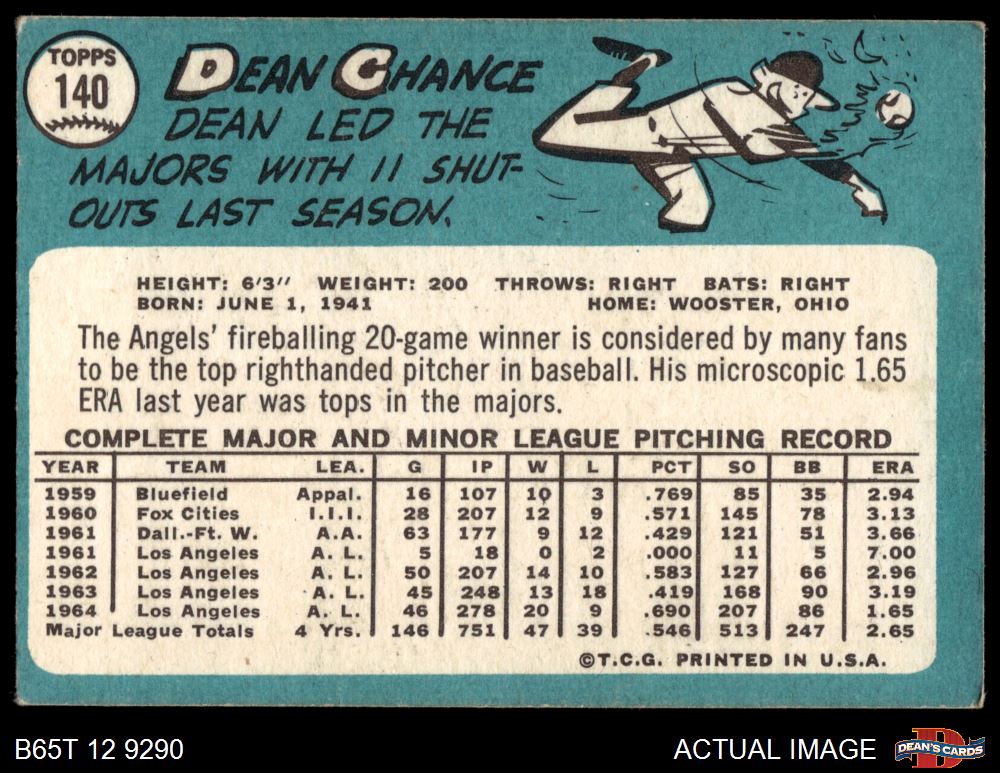 TOPPS
140
DEAN CHANCE
DEAN LED THE
MAJORS WITH 11 SHUT-
OUTS LAST SEASON.
HEIGHT: 6'3" WEIGHT: 200 THROWS: RIGHT BATS: RIGHT
BORN: JUNE 1, 1941 HOME: WOOSTER, OHIO
The Angels' fireballing 20-game winner is considered by many fans
to be the top righthanded pitcher in baseball. His microscopic 1.65
ERA last year was tops in the majors.
COMPLETE MAJOR AND MINOR LEAGUE PITCHING RECORD
YEAR TEAM LEA. G IP W L PCT SO BB ERA
1959 Bluefield Appal. 16 107 10 3 .769 85 35 2.94
1960 Fox Cities I.I.I. 28 207 12 9 .571 145 78 3.13
1961 Dall.-Ft. W. A.A. 63 177 9 12 .429 121 51 3.66
1961 Los Angeles A. L. 5 18 0 2 .000 11 5 7.00
1962 Los Angeles A. L. 50 207 14 10 .583 127 66 2.96
1963 Los Angeles A. L. 45 248 13 18 .419 168 90 3.19
1964 Los Angeles A. L. 46 278 20 9 .690 207 86 1.65
Major League Totals 4 Yrs. 146 751 47 39 .546 513 247 2.65
©T.C.G. PRINTED IN U.S.A.
B65T 12 9290 ACTUAL IMAGE DEAN'S CARDS